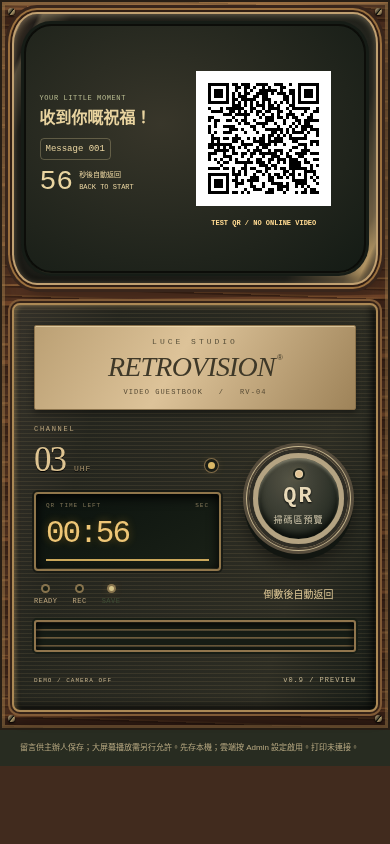 YOUR LITTLE MOMENT
收到你嘅祝福！
Message 001
56 秒後自動返回
BACK TO START
TEST QR / NO ONLINE VIDEO
LUCE STUDIO
RETROVISION®
VIDEO GUESTBOOK / RV-04
CHANNEL
03 UHF
QR TIME LEFT SEC
00:56
QR
掃碼區預覽
READY REC SAVE
倒數後自動返回
DEMO / CAMERA OFF v0.9 / PREVIEW
留言供主辦人保存；大屏幕播放需另行允許。先存本機；雲端按 Admin 設定啟用。打印未連接。